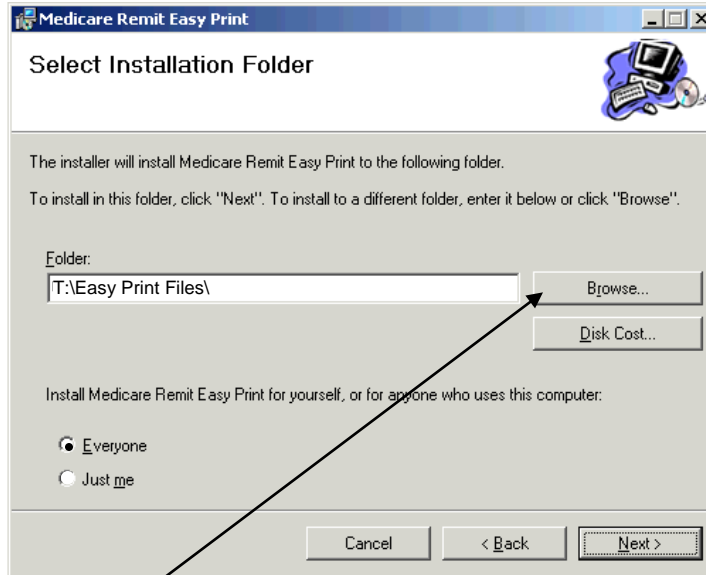 Medicare Remit Easy Print
Select Installation Folder
The installer will install Medicare Remit Easy Print to the following folder.
To install in this folder, click "Next". To install to a different folder, enter it below or click "Browse".
Folder:
T:\Easy Print Files\
Browse...
Disk Cost...
Install Medicare Remit Easy Print for yourself, or for anyone who uses this computer:
Everyone
Just me
Cancel
< Back
Next >